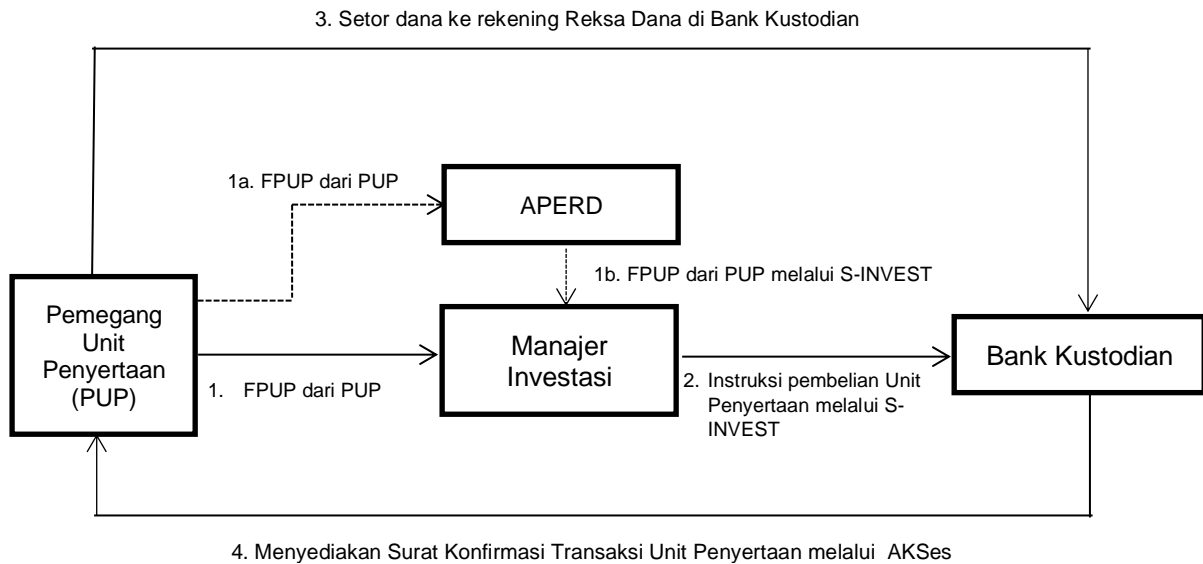 3. Setor dana ke rekening Reksa Dana di Bank Kustodian
1a. FPUP dari PUP
APERD
1b. FPUP dari PUP melalui S-INVEST
Pemegang
Unit
Penyertaan
(PUP)
Manajer
Investasi
Bank Kustodian
1. FPUP dari PUP
2. Instruksi pembelian Unit
Penyertaan melalui S-
INVEST
4. Menyediakan Surat Konfirmasi Transaksi Unit Penyertaan melalui AKSes